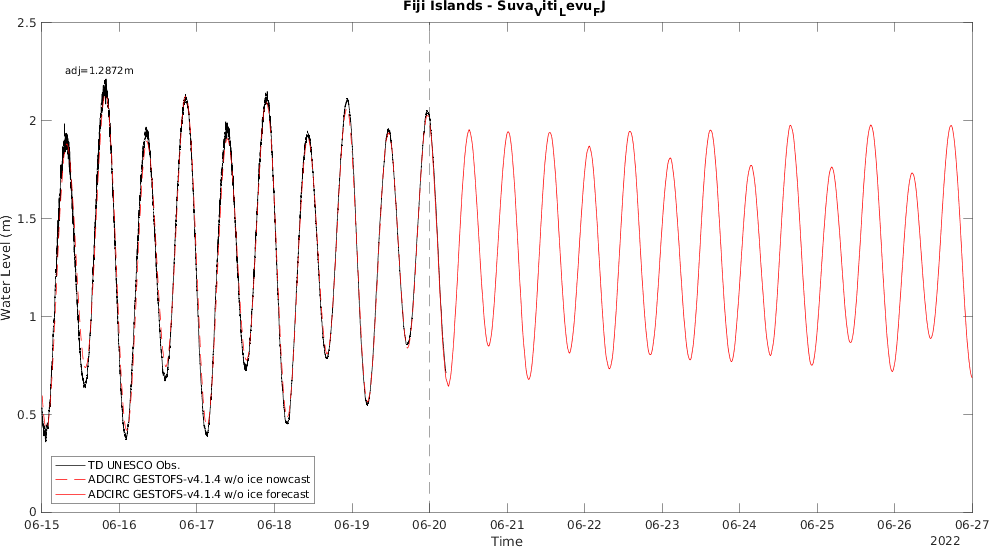 Fiji Islands - Suva_Viti_Levu_FJ
2.5
adj=1.2872m
2
1.5
Water Level (m)
1
0.5
TD UNESCO Obs.
ADCIRC GESTOFS-v4.1.4 w/o ice nowcast
ADCIRC GESTOFS-v4.1.4 w/o ice forecast
0
06-15 06-16 06-17 06-18 06-19 06-20 06-21 06-22 06-23 06-24 06-25 06-26 06-27
Time
2022